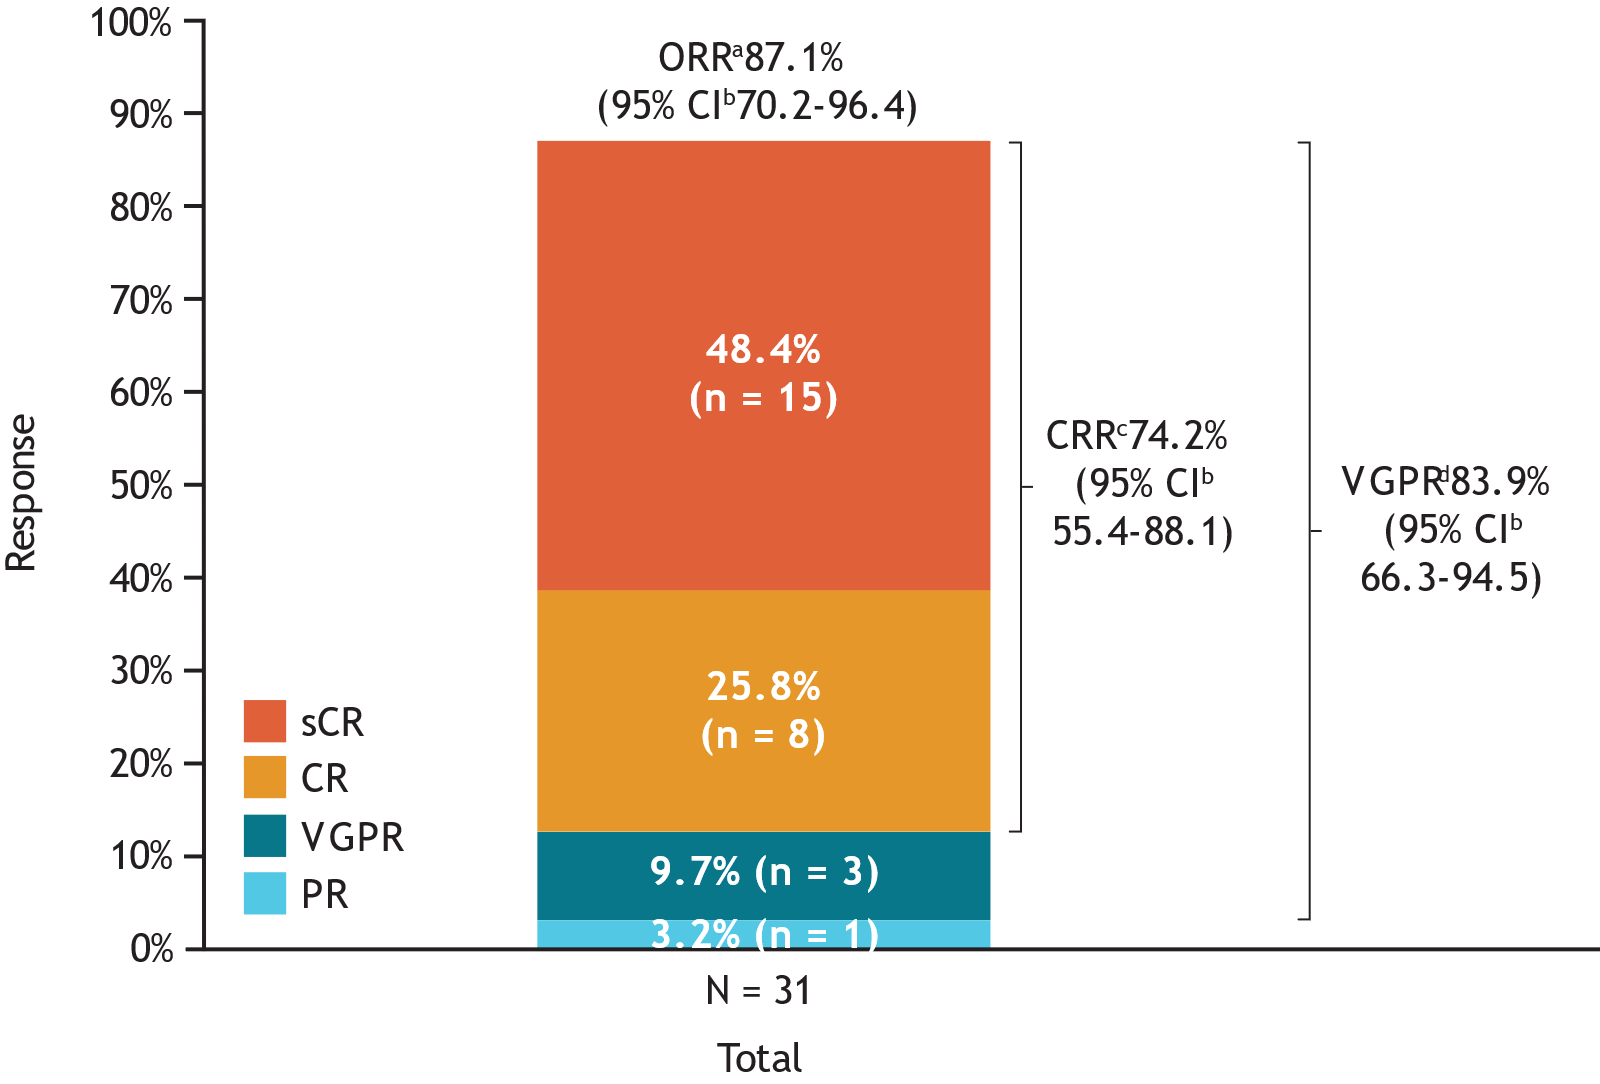 100%
90%
80%
70%
60%
50%
40%
30%
20%
10%
0%
Response
ORRᵃ87.1%
(95% CIᵇ70.2-96.4)
48.4%
(n = 15)
25.8%
(n = 8)
9.7% (n = 3)
3.2% (n = 1)
CRRᶜ74.2%
(95% CIᵇ
55.4-88.1)
VGPRᵈ83.9%
(95% CIᵇ
66.3-94.5)
sCR
CR
VGPR
PR
N = 31
Total